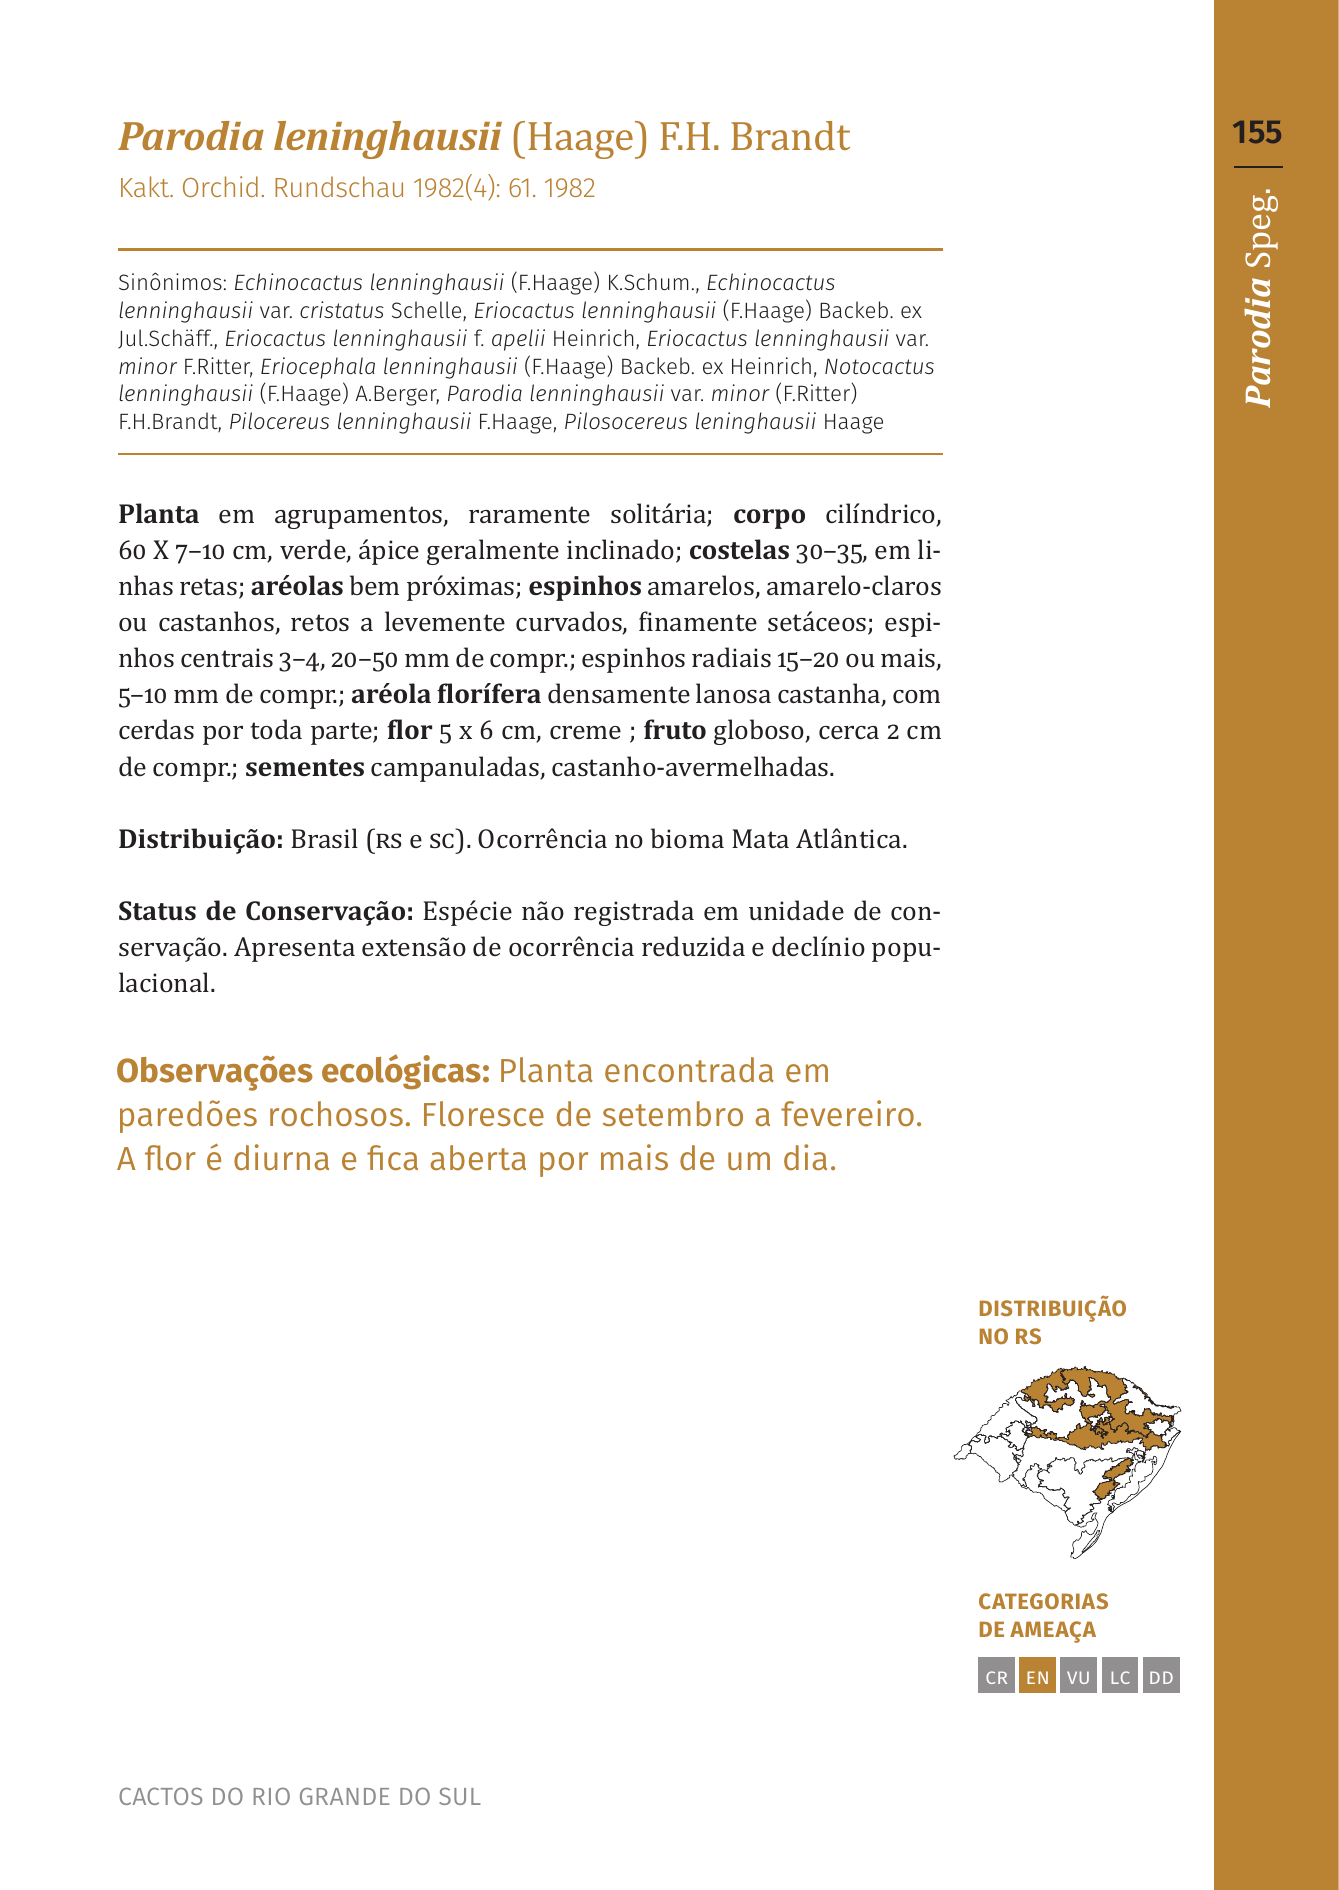 Parodia leninghausii (Haage) F.H. Brandt
Kakt. Orchid. Rundschau 1982(4): 61. 1982
Sinônimos: Echinocactus lenninghausii (F.Haage) K.Schum., Echinocactus
lenninghausii var. cristatus Schelle, Eriocactus lenninghausii (F.Haage) Backeb. ex
Jul.Schäff., Eriocactus lenninghausii f. apelii Heinrich, Eriocactus lenninghausii var.
minor F.Ritter, Eriocephala lenninghausii (F.Haage) Backeb. ex Heinrich, Notocactus
lenninghausii (F.Haage) A.Berger, Parodia lenninghausii var. minor (F.Ritter)
F.H.Brandt, Pilocereus lenninghausii F.Haage, Pilosocereus leninghausii Haage
Planta em agrupamentos, raramente solitária; corpo cilíndrico,
60 X 7–10 cm, verde, ápice geralmente inclinado; costelas 30–35, em li-
nhas retas; aréolas bem próximas; espinhos amarelos, amarelo-claros
ou castanhos, retos a levemente curvados, finamente setáceos; espi-
nhos centrais 3–4, 20–50 mm de compr.; espinhos radiais 15–20 ou mais,
5–10 mm de compr.; aréola florífera densamente lanosa castanha, com
cerdas por toda parte; flor 5 x 6 cm, creme ; fruto globoso, cerca 2 cm
de compr.; sementes campanuladas, castanho-avermelhadas.
Distribuição: Brasil (RS e SC). Ocorrência no bioma Mata Atlântica.
Status de Conservação: Espécie não registrada em unidade de con-
servação. Apresenta extensão de ocorrência reduzida e declínio popu-
lacional.
Observações ecológicas: Planta encontrada em
paredões rochosos. Floresce de setembro a fevereiro.
A flor é diurna e fica aberta por mais de um dia.
DISTRIBUIÇÃO
NO RS
CATEGORIAS
DE AMEAÇA
CR EN VU LC DD
CACTOS DO RIO GRANDE DO SUL
155
Parodia Speg.